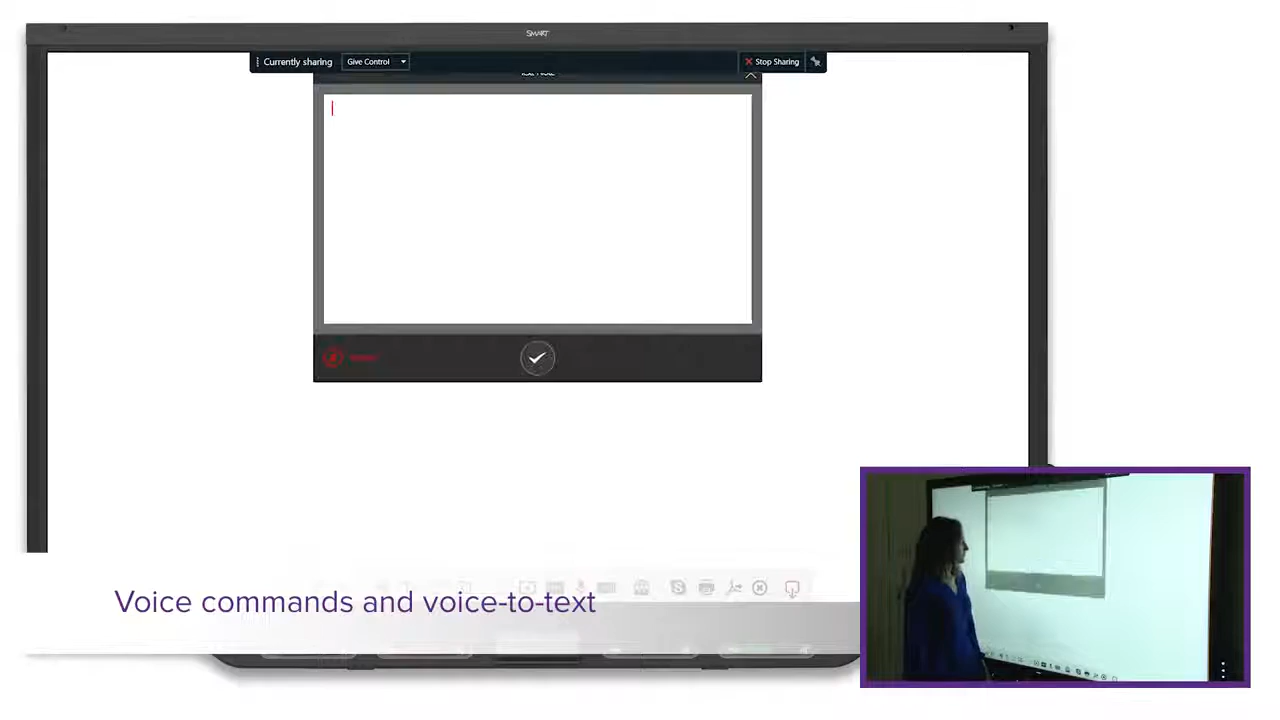 SMART
Currently sharing
Give Control
Stop Sharing
Voice commands and voice-to-text